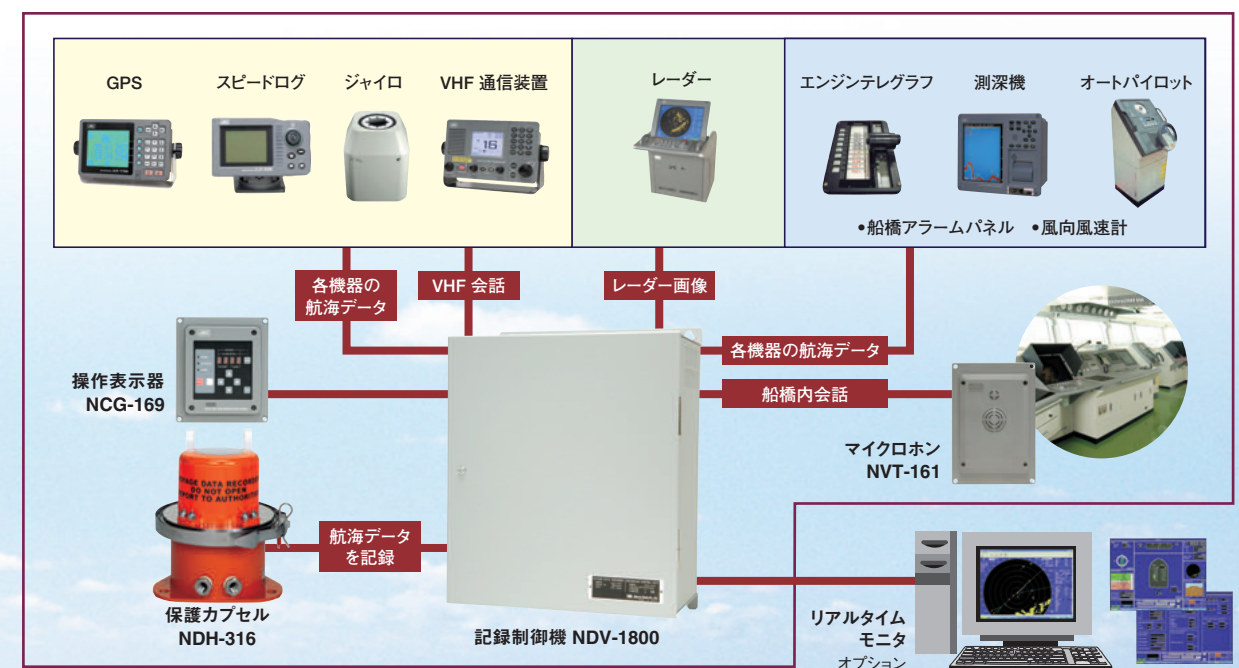 GPS
スピードログ
ジャイロ
VHF 通信装置
レーダー
エンジンテレグラフ
測深機
オートパイロット
•船橋アラームパネル •風向風速計
各機器の
航海データ
VHF 会話
レーダー画像
各機器の航海データ
操作表示器
NCG-169
船橋内会話
マイクロホン
NVT-161
VOYAGE DATA RECORDER
DO NOT OPEN
REPORT TO AUTHORITIES
航海データ
を記録
保護カプセル
NDH-316
記録制御機 NDV-1800
リアルタイム
モニタ
オプション